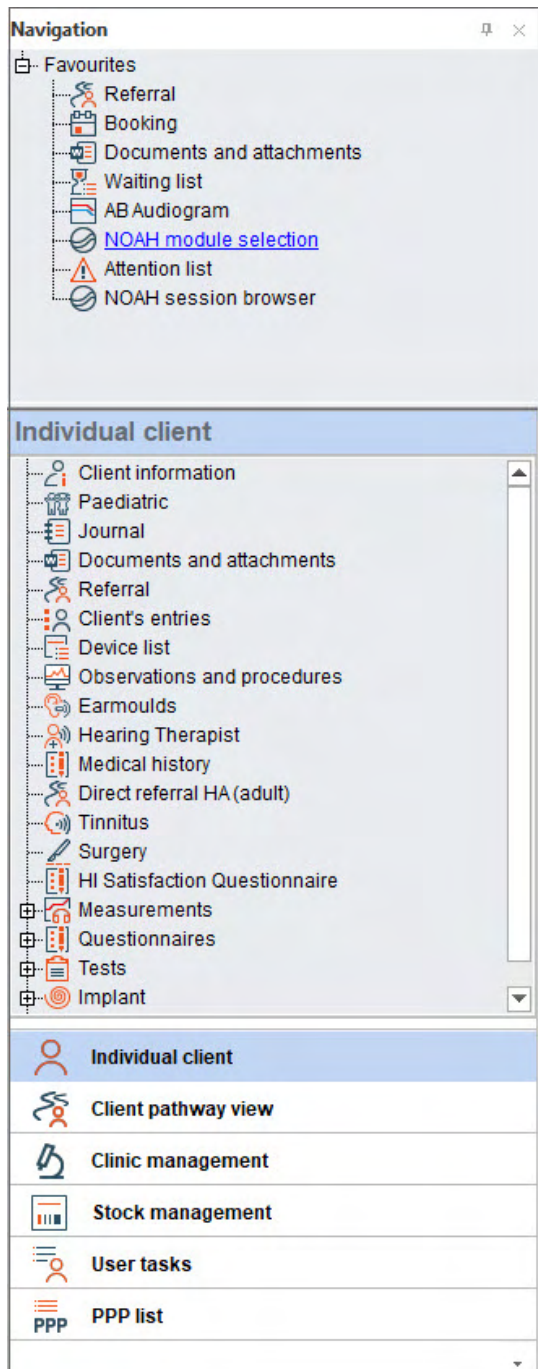 Navigation
Favourites
Referral
Booking
Documents and attachments
Waiting list
AB Audiogram
NOAH module selection
Attention list
NOAH session browser
Individual client
Client information
Paediatric
Journal
Documents and attachments
Referral
Client's entries
Device list
Observations and procedures
Earmoulds
Hearing Therapist
Medical history
Direct referral HA (adult)
Tinnitus
Surgery
HI Satisfaction Questionnaire
Measurements
Questionnaires
Tests
Implant
Individual client
Client pathway view
Clinic management
Stock management
User tasks
PPP PPP list